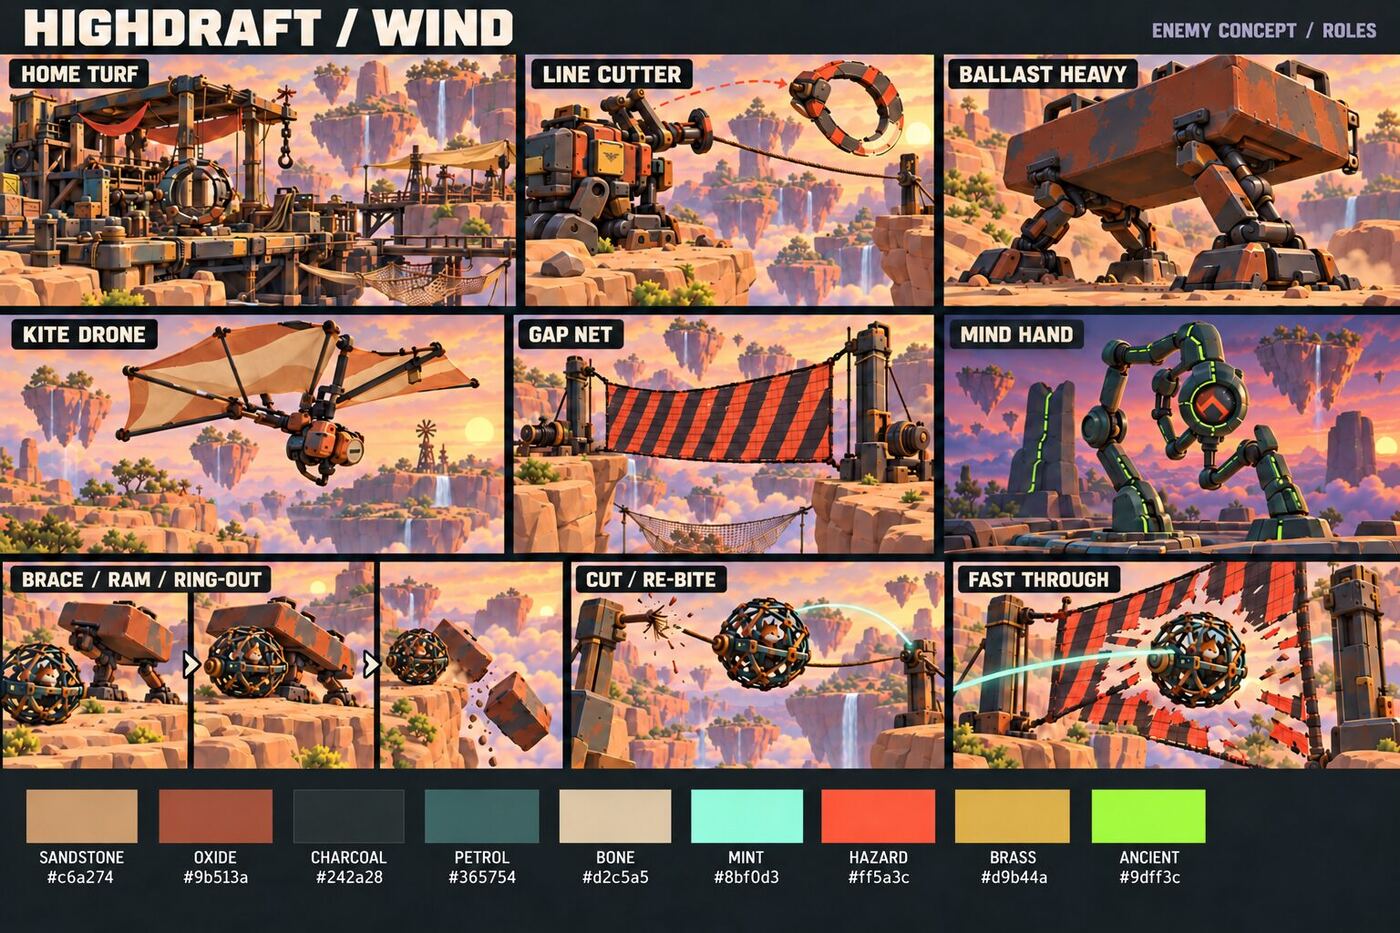 HIGHDRAFT / WIND
ENEMY CONCEPT / ROLES
HOME TURF
LINE CUTTER
BALLAST HEAVY
KITE DRONE
GAP NET
MIND HAND
BRACE / RAM / RING-OUT
CUT / RE-BITE
FAST THROUGH
SANDSTONE
#c6a274
OXIDE
#9b513a
CHARCOAL
#242a28
PETROL
#365754
BONE
#d2c5a5
MINT
#8bf0d3
HAZARD
#ff5a3c
BRASS
#d9b44a
ANCIENT
#9dff3c